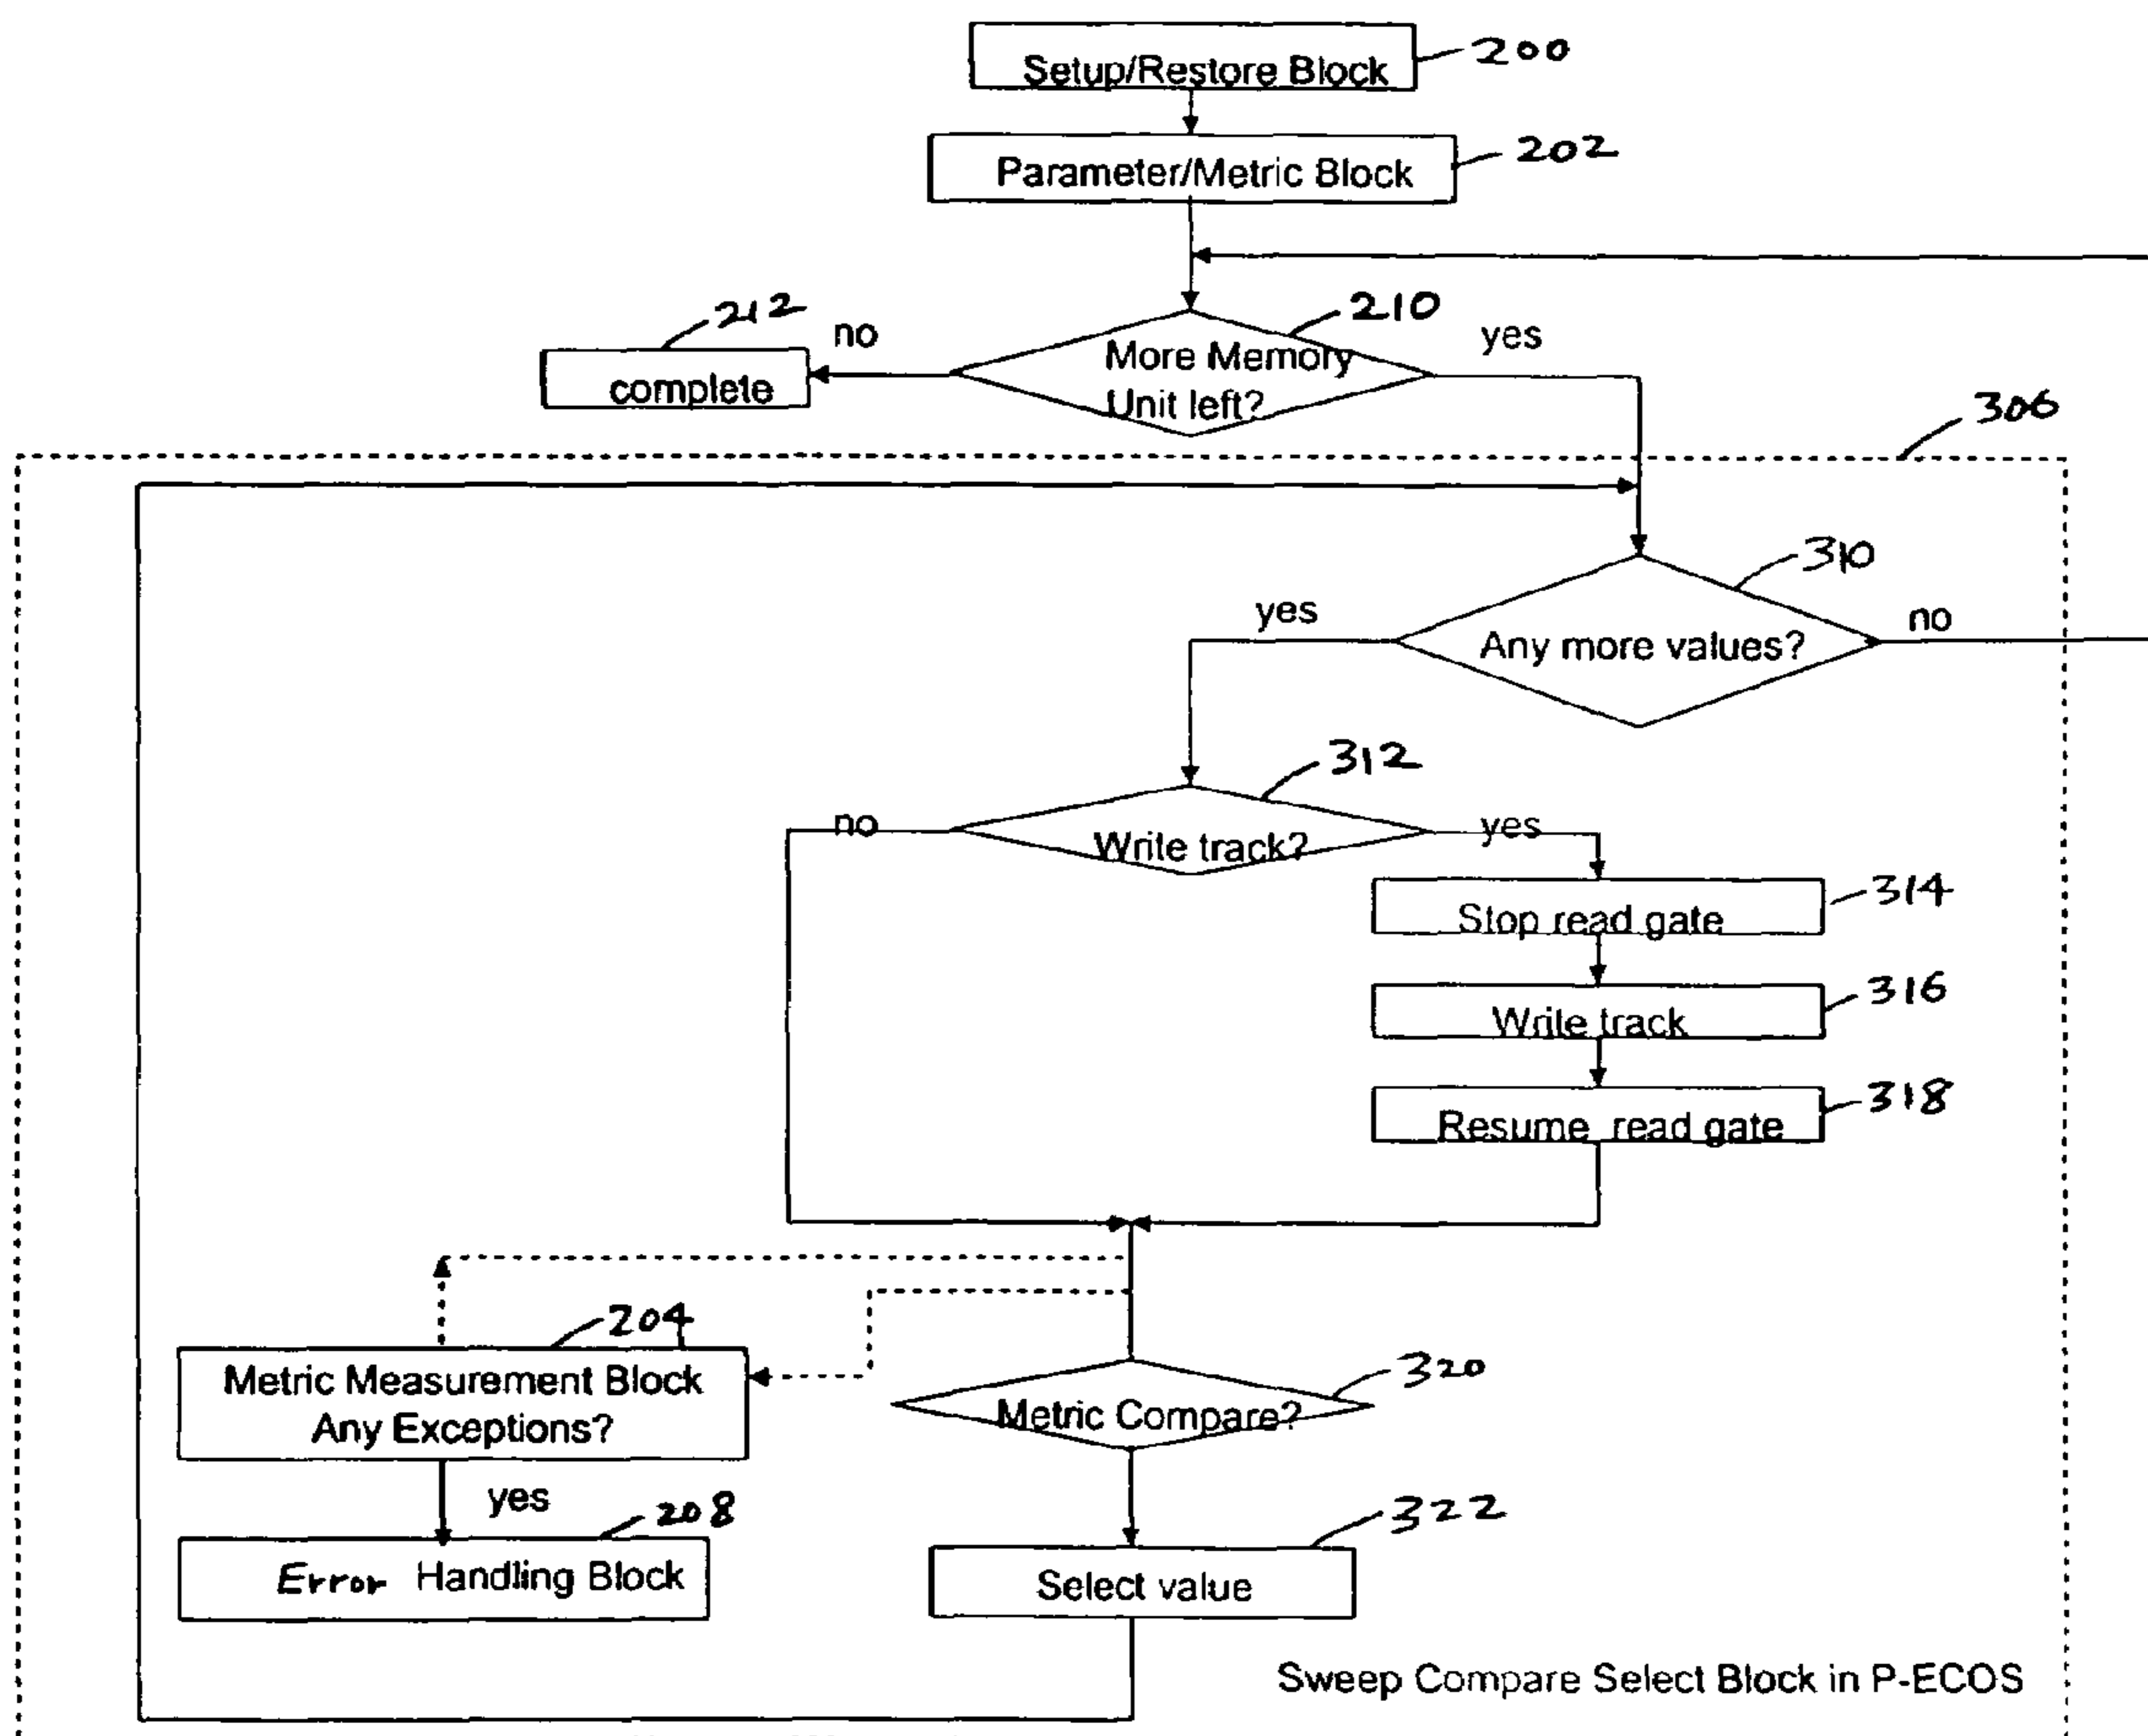 Setup/Restore Block
200
Parameter/Metric Block
202
212
no
210
yes
More Memory
Unit left?
complete
306
310
yes
Any more values?
no
312
no
Write track?
yes
314
Stop read gate
316
Write track
318
Resume read gate
204
Metric Measurement Block
Any Exceptions?
320
Metric Compare?
yes
208
322
Error Handling Block
Select value
Sweep Compare Select Block in P-ECOS